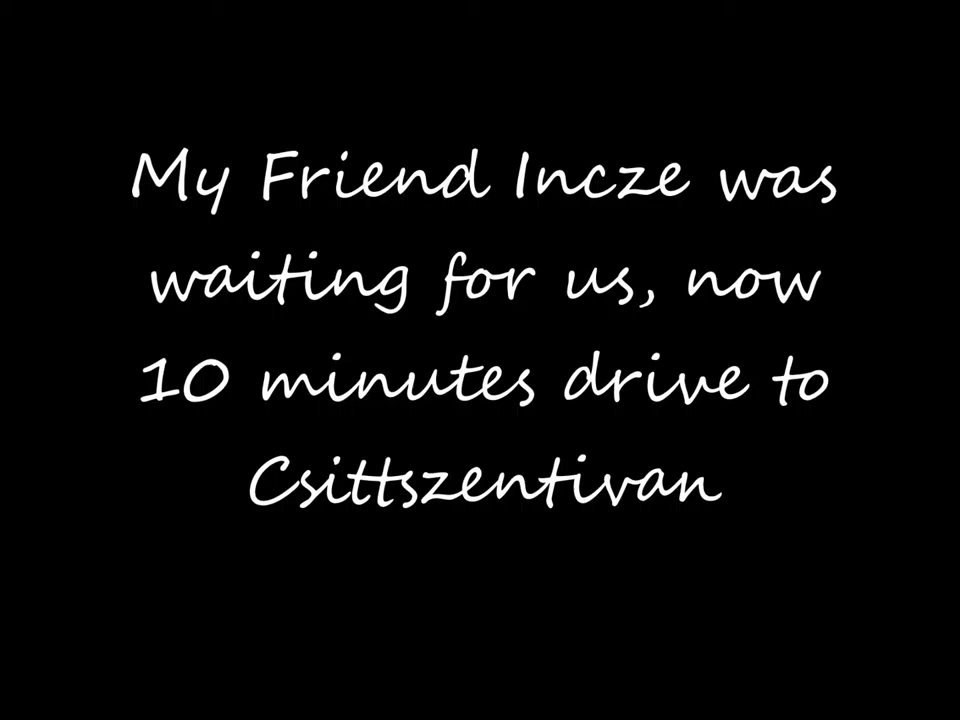 My Friend Incze was
waiting for us, now
10 minutes drive to
Csittszentivan